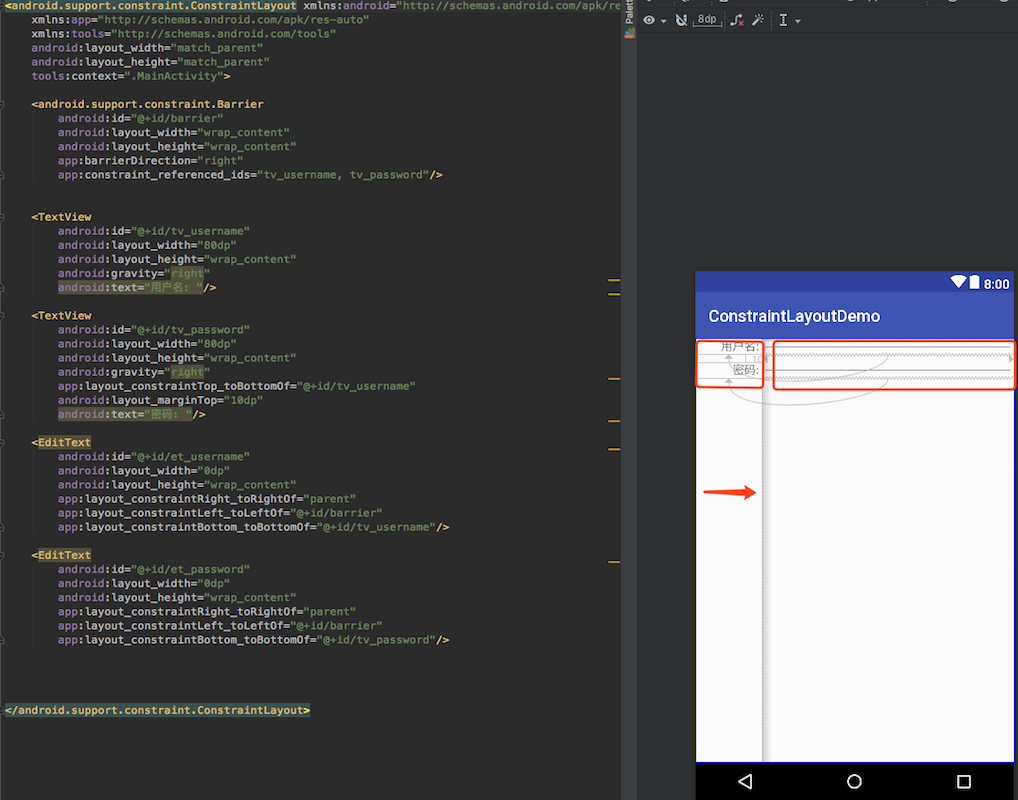 <android.support.constraint.ConstraintLayout xmlns:android="http://schemas.android.com/apk/re
xmlns:app="http://schemas.android.com/apk/res-auto"
xmlns:tools="http://schemas.android.com/tools"
android:layout_width="match_parent"
android:layout_height="match_parent"
tools:context=".MainActivity">
<android.support.constraint.Barrier
android:id="@+id/barrier"
android:layout_width="wrap_content"
android:layout_height="wrap_content"
app:barrierDirection="right"
app:constraint_referenced_ids="tv_username, tv_password"/>
<TextView
android:id="@+id/tv_username"
android:layout_width="80dp"
android:layout_height="wrap_content"
android:gravity="right"
android:text="用户名: "/>
<TextView
android:id="@+id/tv_password"
android:layout_width="80dp"
android:layout_height="wrap_content"
android:gravity="right"
app:layout_constraintTop_toBottomOf="@+id/tv_username"
android:layout_marginTop="10dp"
android:text="密码: "/>
<EditText
android:id="@+id/et_username"
android:layout_width="0dp"
android:layout_height="wrap_content"
app:layout_constraintRight_toRightOf="parent"
app:layout_constraintLeft_toLeftOf="@+id/barrier"
app:layout_constraintBottom_toBottomOf="@+id/tv_username"/>
<EditText
android:id="@+id/et_password"
android:layout_width="0dp"
android:layout_height="wrap_content"
app:layout_constraintRight_toRightOf="parent"
app:layout_constraintLeft_toLeftOf="@+id/barrier"
app:layout_constraintBottom_toBottomOf="@+id/tv_password"/>
</android.support.constraint.ConstraintLayout>
Palett
8dp
8:00
ConstraintLayoutDemo
用户名:
10
密码: